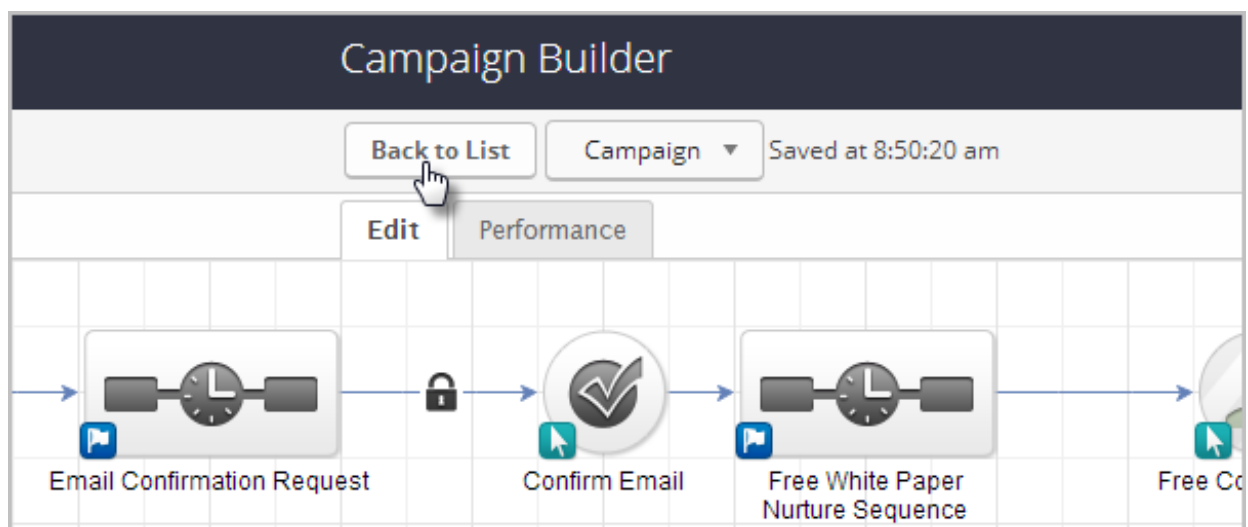 Campaign Builder
Back to List
Campaign
Saved at 8:50:20 am
Edit
Performance
Email Confirmation Request
Confirm Email
Free White Paper
Nurture Sequence
Free